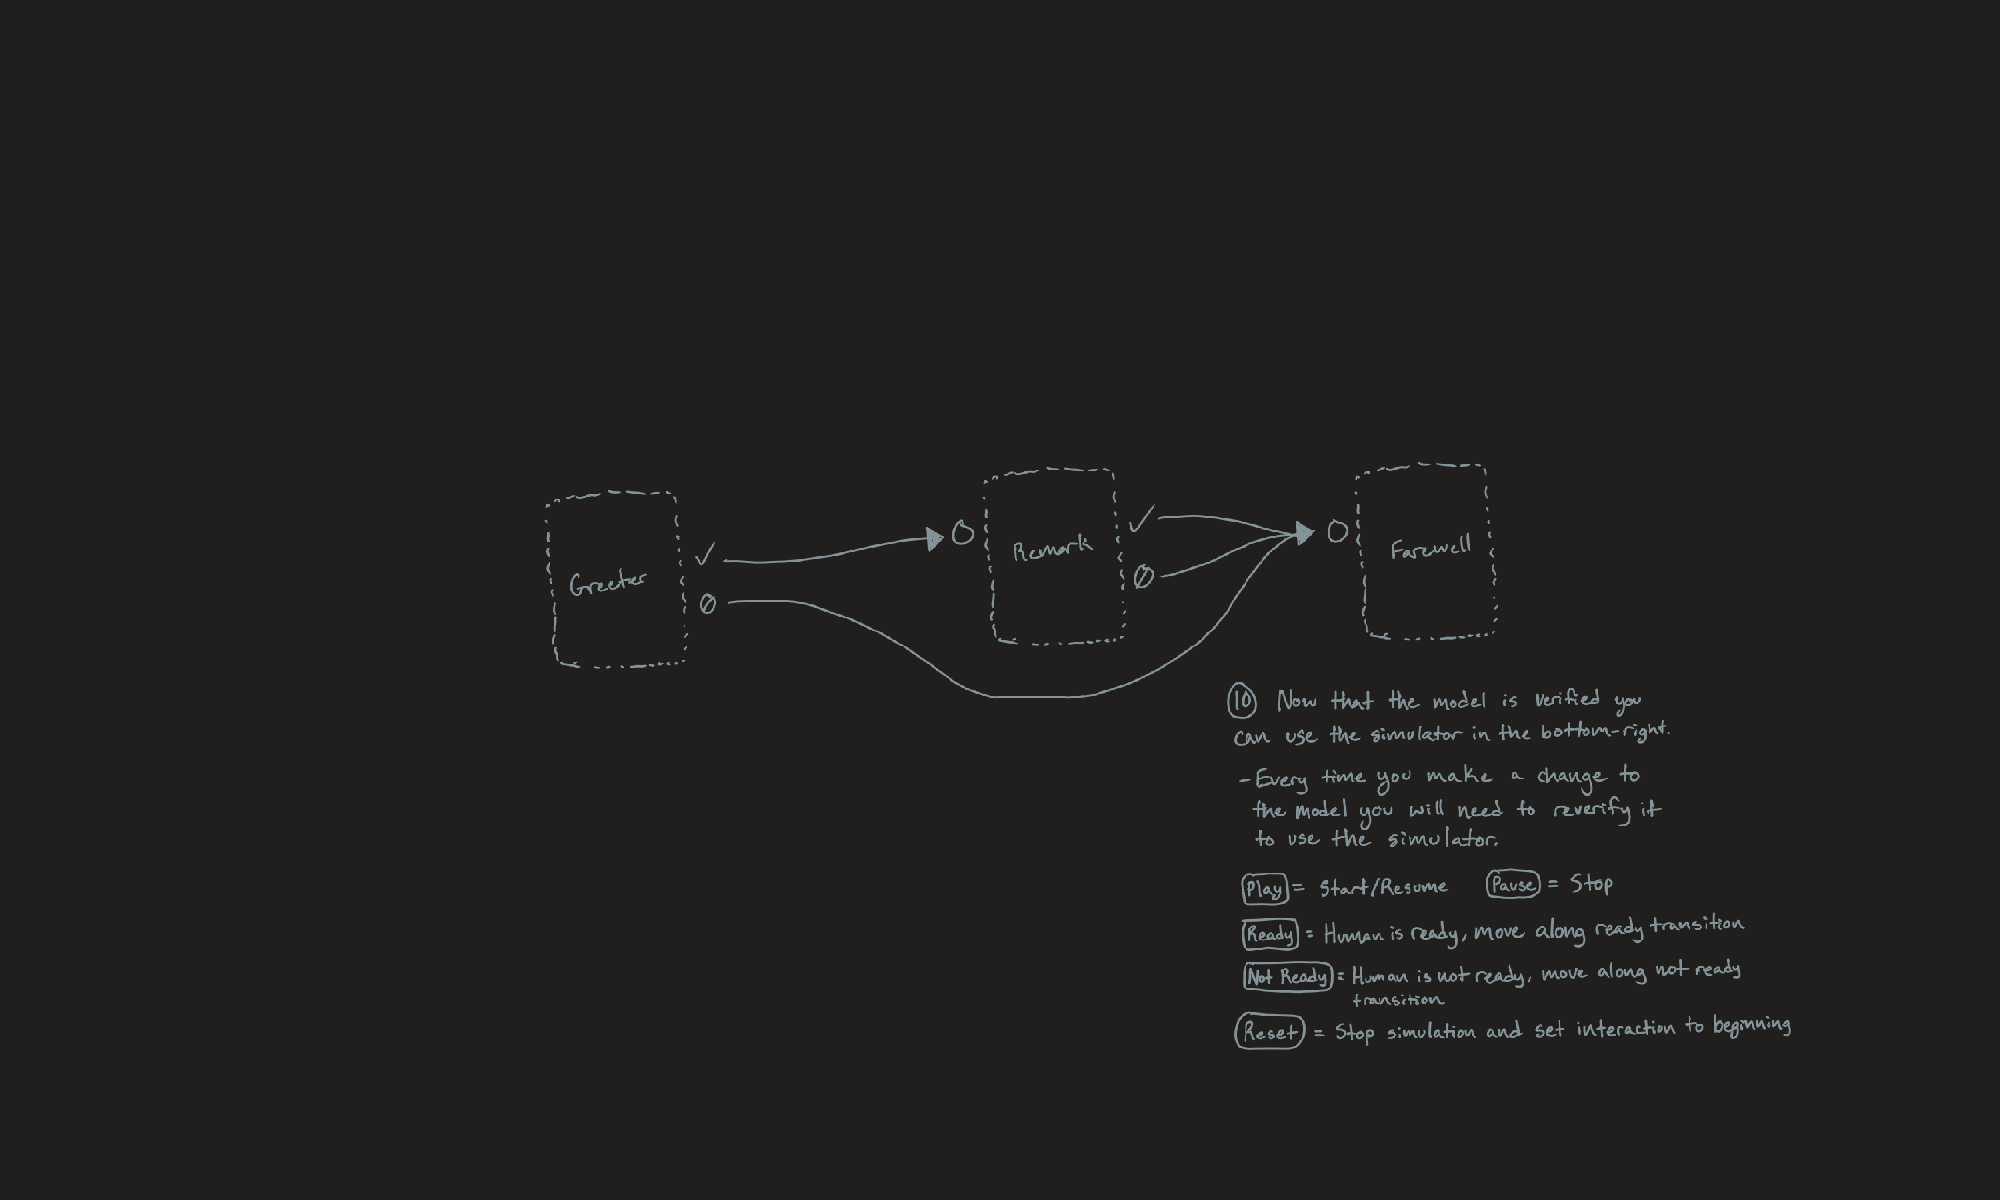 Greeter
Remark
Farewell
10 Now that the model is verified you
can use the simulator in the bottom-right.
- Every time you make a change to
the model you will need to reverify it
to use the simulator.
Play = Start/Resume Pause = Stop
Ready = Human is ready, move along ready transition
Not Ready = Human is not ready, move along not ready
transition
Reset = Stop simulation and set interaction to beginning